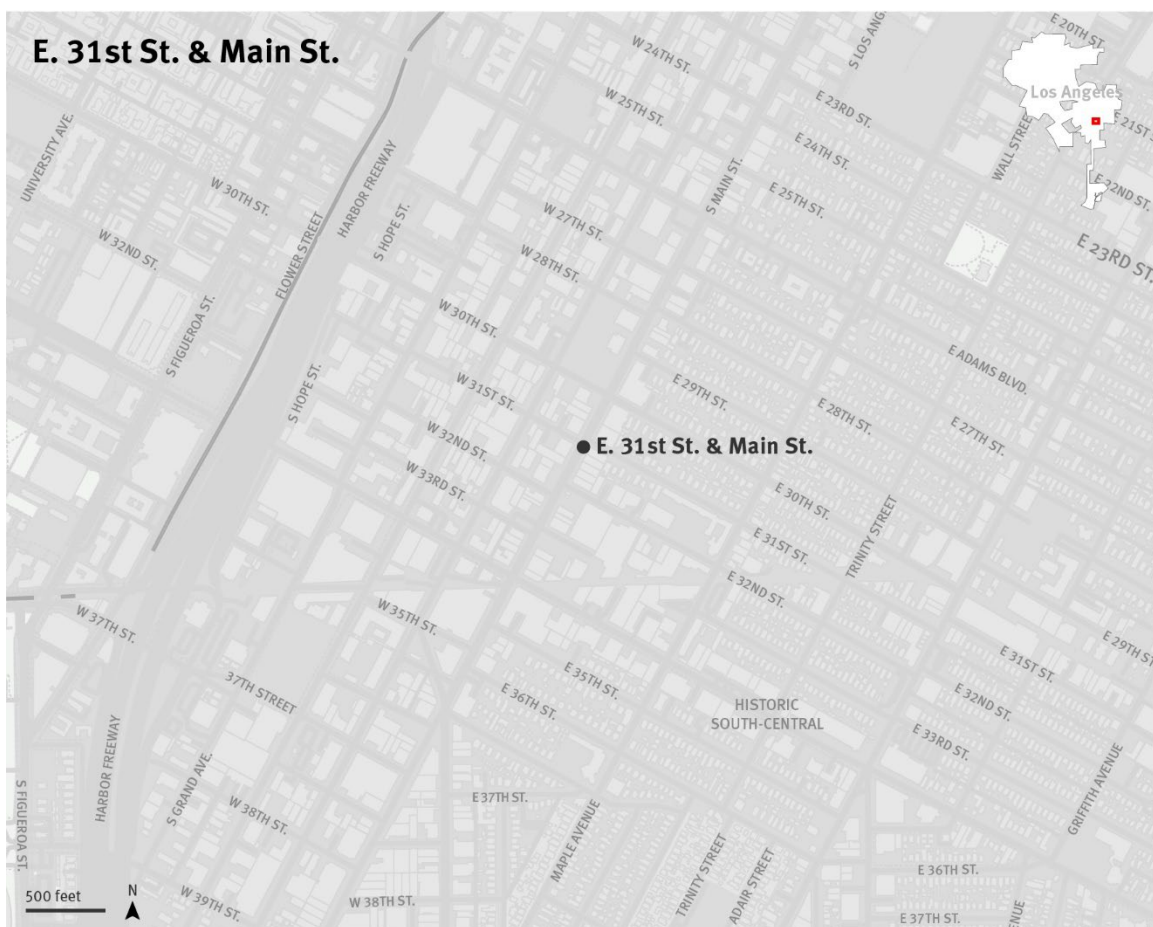 E. 31st St. & Main St.
W 24TH ST.
S LOS AN
E 20TH ST.
Los Angeles
E 21ST S
W 25TH ST.
E 23RD ST.
UNIVERSITY AVE.
WALL STREE
E 24TH ST.
S MAIN ST.
E 22ND ST.
W 30TH ST.
HARBOR FREEWAY
E 25TH ST.
W 27TH ST.
S HOPE ST.
W 32ND ST.
FLOWER STREET
W 28TH ST.
E 23RD ST.
S FIGUEROA ST.
W 30TH ST.
E ADAMS BLVD.
S HOPE ST.
W 31ST ST.
E 29TH ST.
E 28TH ST.
E 27TH ST.
W 32ND ST.
E. 31st St. & Main St.
W 33RD ST.
E 30TH ST.
TRINITY STREET
E 31ST ST.
E 32ND ST.
W 37TH ST.
W 35TH ST.
E 29TH ST
E 31ST ST.
37TH STREET
E 35TH ST.
E 36TH ST.
E 32ND ST.
HISTORIC
SOUTH-CENTRAL
E 33RD ST.
HARBOR FREEWAY
S GRAND AVE.
GRIFFITH AVENUE
S FIGUEROA ST.
W 38TH ST.
E 37TH ST.
MAPLE AVENUE
TRINITY STREET
ADAIR STREET
E 36TH ST.
500 feet
N
W 39TH ST.
W 38TH ST.
E 37TH ST.
ENUE